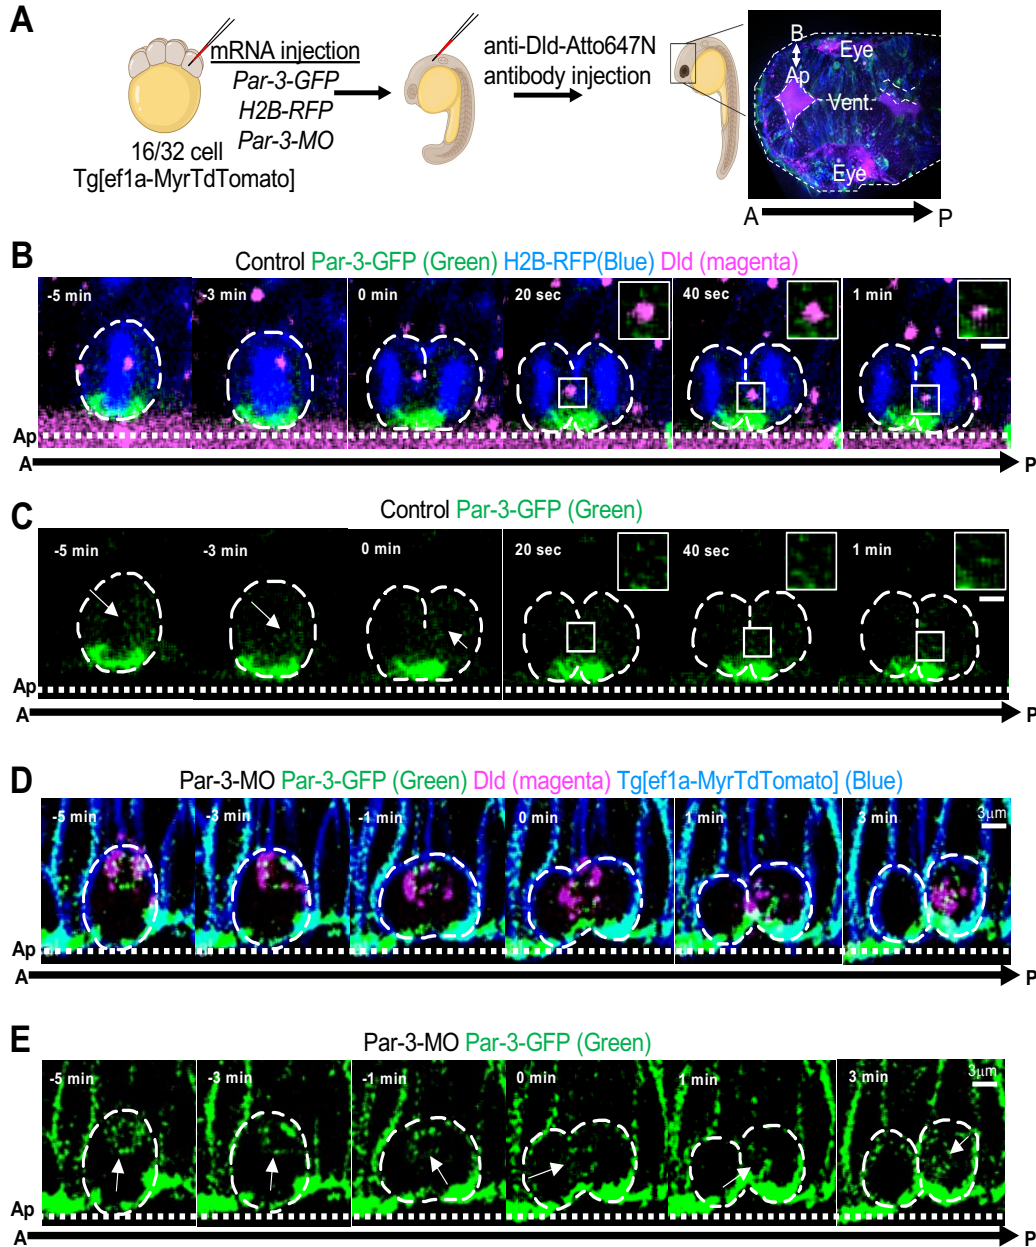 A
mRNA injection
Par-3-GFP
H2B-RFP
Par-3-MO
16/32 cell
Tg[ef1a-MyrTdTomato]
anti-Dld-Atto647N
antibody injection
B
Eye
Ap
Vent.
Eye
A
P
B
Control Par-3-GFP (Green) H2B-RFP(Blue) Dld (magenta)
-5 min
-3 min
0 min
20 sec
40 sec
1 min
Ap
A
P
C
Control Par-3-GFP (Green)
-5 min
-3 min
0 min
20 sec
40 sec
1 min
Ap
A
P
D
Par-3-MO Par-3-GFP (Green) Dld (magenta) Tg[ef1a-MyrTdTomato] (Blue)
-5 min
-3 min
-1 min
0 min
1 min
3 min
3μm
Ap
A
P
E
Par-3-MO Par-3-GFP (Green)
-5 min
-3 min
-1 min
0 min
1 min
3 min
3μm
Ap
A
P